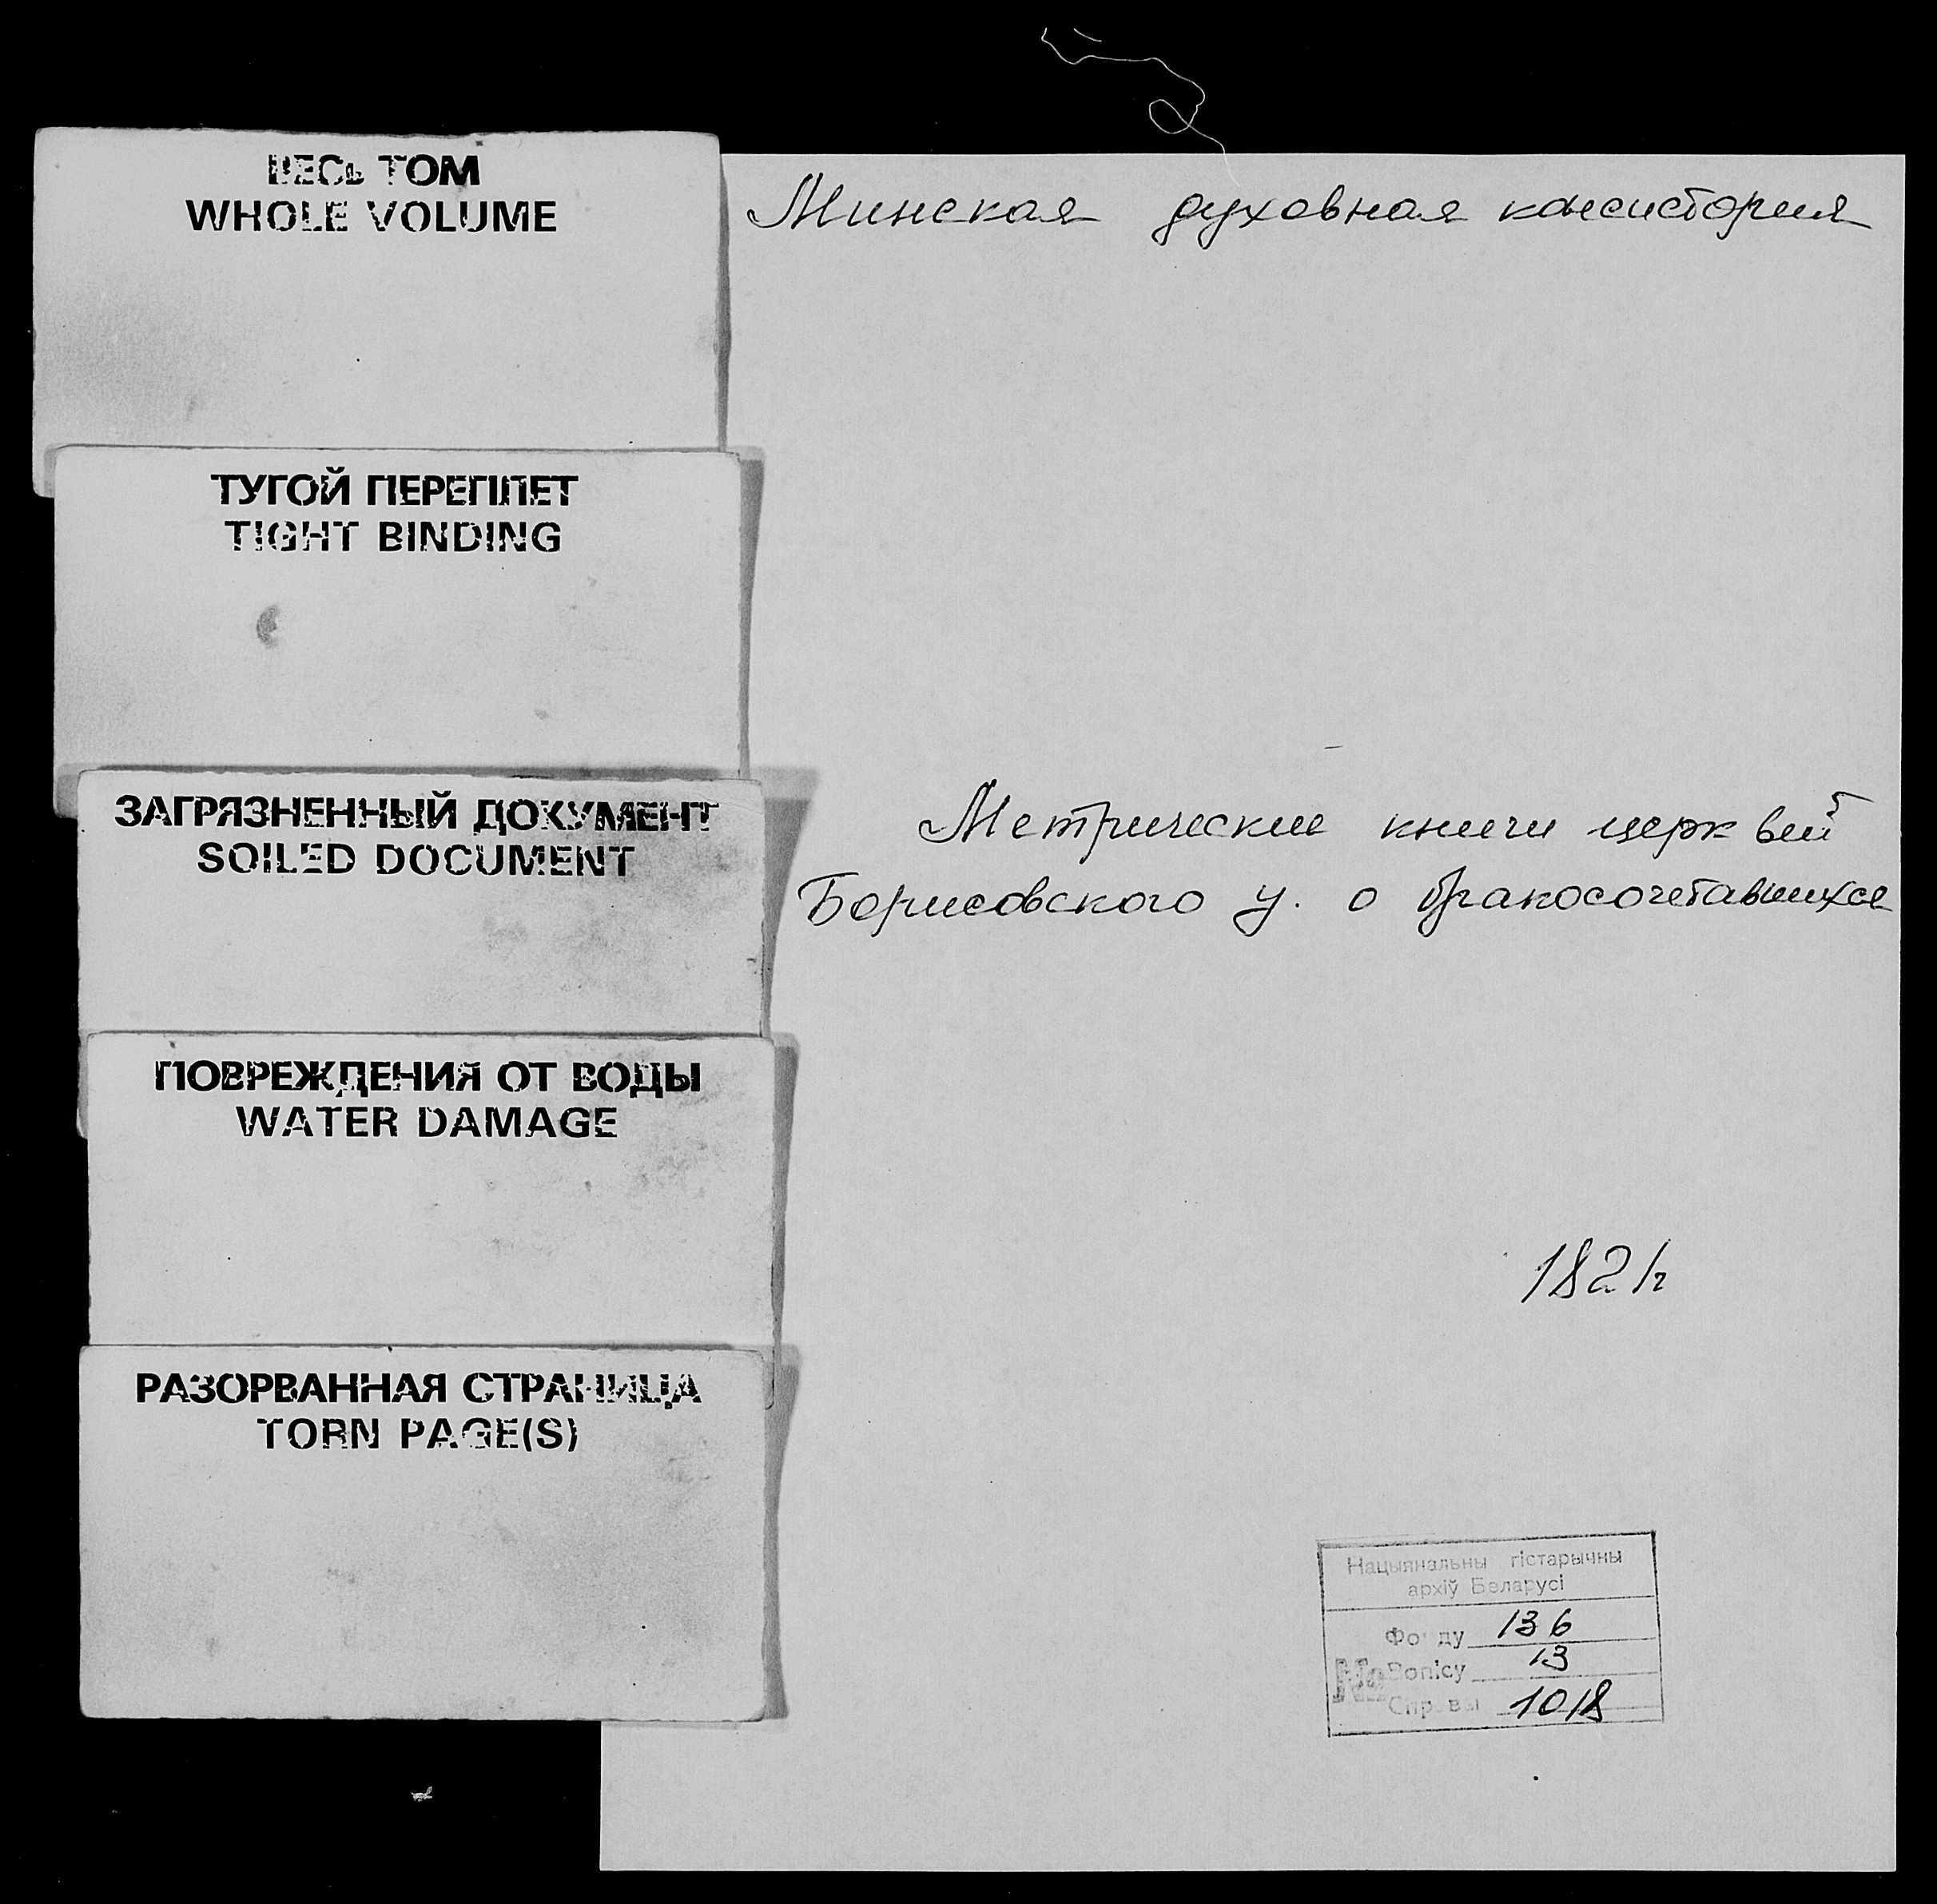 ВЕСЬ ТОМ
WHOLE VOLUME
ТУГОЙ ПЕРЕПЛЕТ
TIGHT BINDING
ЗАГРЯЗНЕННЫЙ ДОКУМЕНТ
SOILED DOCUMENT
ПОВРЕЖДЕНИЯ ОТ ВОДЫ
WATER DAMAGE
РАЗОРВАННАЯ СТРАНИЦА
TORN PAGE(S)
Минская духовная консистория
Метрические книги церквей
Борисовского у. о бракосочетавшихся
1821г
Нацыянальны гістарычны
архіў Беларусі
Фонду 136
№ Вопісу 13
Справы 1018